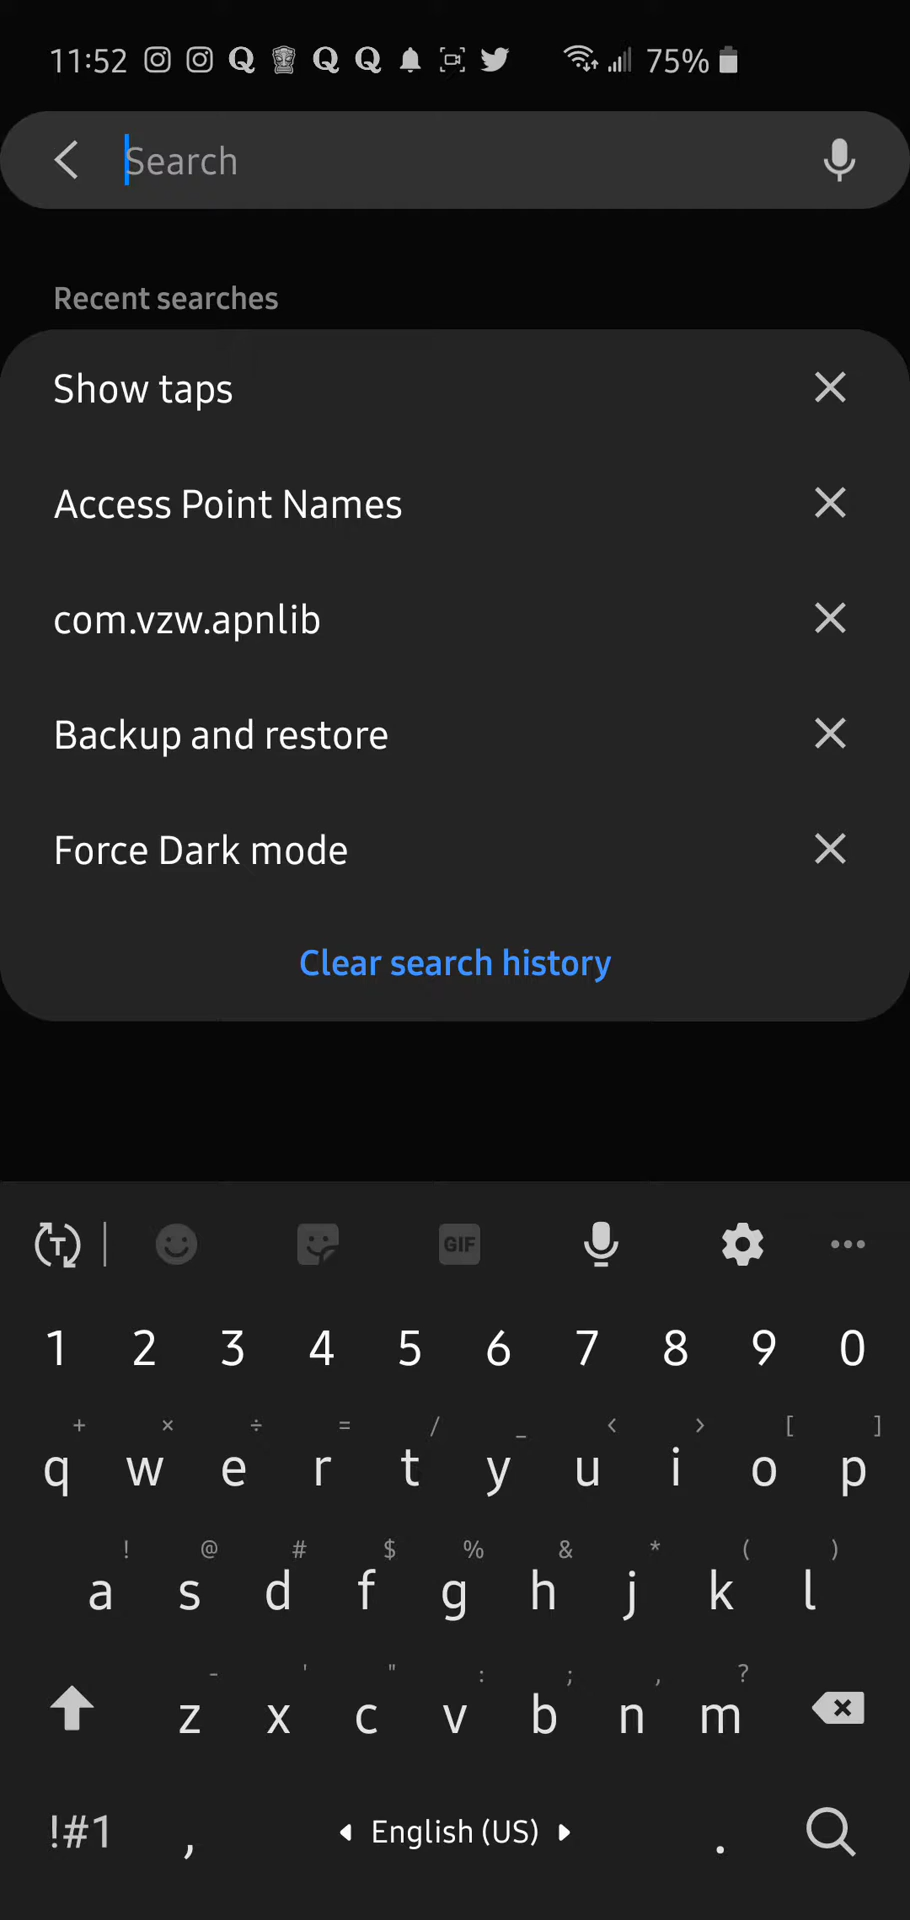 11:52 75%
Search
Recent searches
Show taps
Access Point Names
com.vzw.apnlib
Backup and restore
Force Dark mode
Clear search history
T GIF
1 2 3 4 5 6 7 8 9 0
+ × ÷ = / _ < > [ ]
q w e r t y u i o p
! @ # $ % & * ( )
a s d f g h j k l
- ' " : ; , ?
z x c v b n m
!#1 , English (US) .